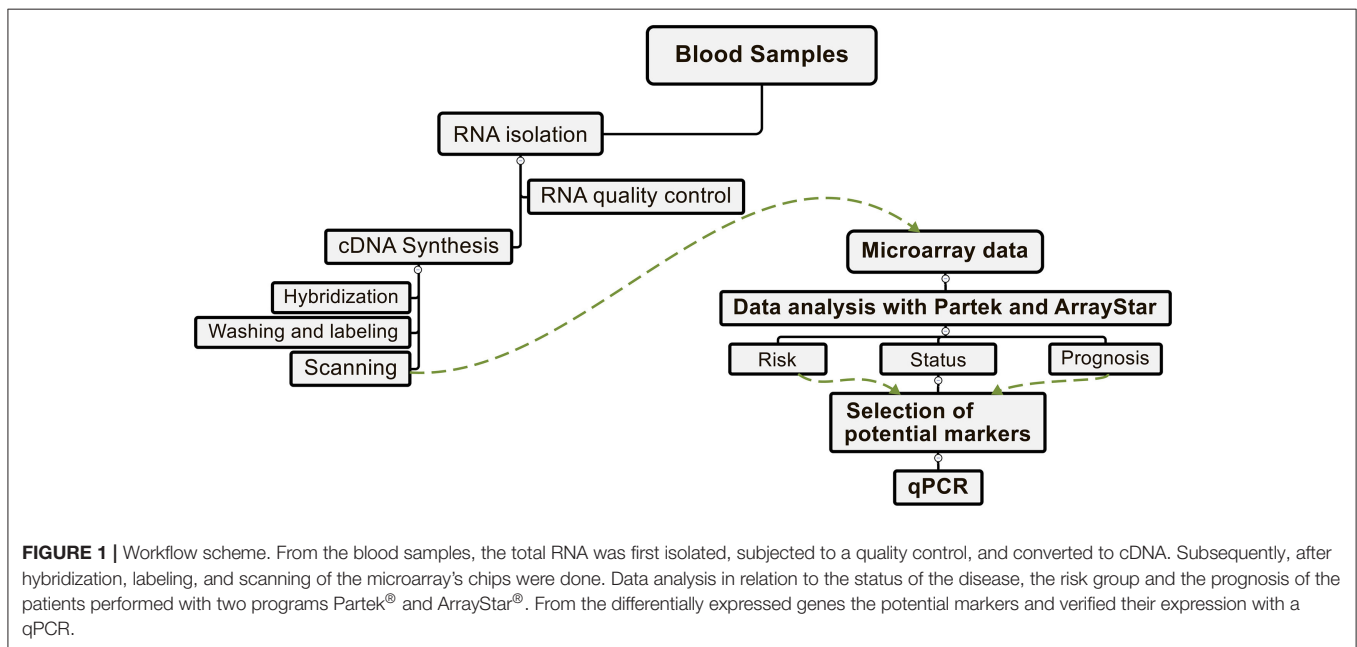 Blood Samples
RNA isolation
RNA quality control
cDNA Synthesis
Hybridization
Washing and labeling
Scanning
Microarray data
Data analysis with Partek and ArrayStar
Risk
Status
Prognosis
Selection of
potential markers
qPCR
FIGURE 1 | Workflow scheme. From the blood samples, the total RNA was first isolated, subjected to a quality control, and converted to cDNA. Subsequently, after
hybridization, labeling, and scanning of the microarray's chips were done. Data analysis in relation to the status of the disease, the risk group and the prognosis of the
patients performed with two programs Partek® and ArrayStar®. From the differentially expressed genes the potential markers and verified their expression with a
qPCR.